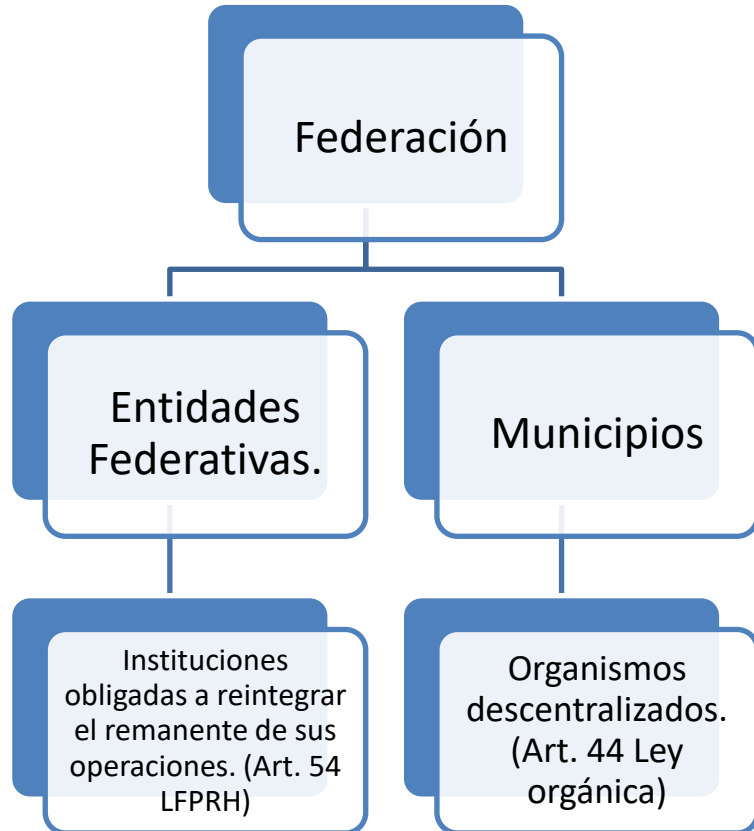 Federación
Entidades
Federativas.
Municipios
Instituciones
obligadas a reintegrar
el remanente de sus
operaciones. (Art. 54
LFPRH)
Organismos
descentralizados.
(Art. 44 Ley
orgánica)